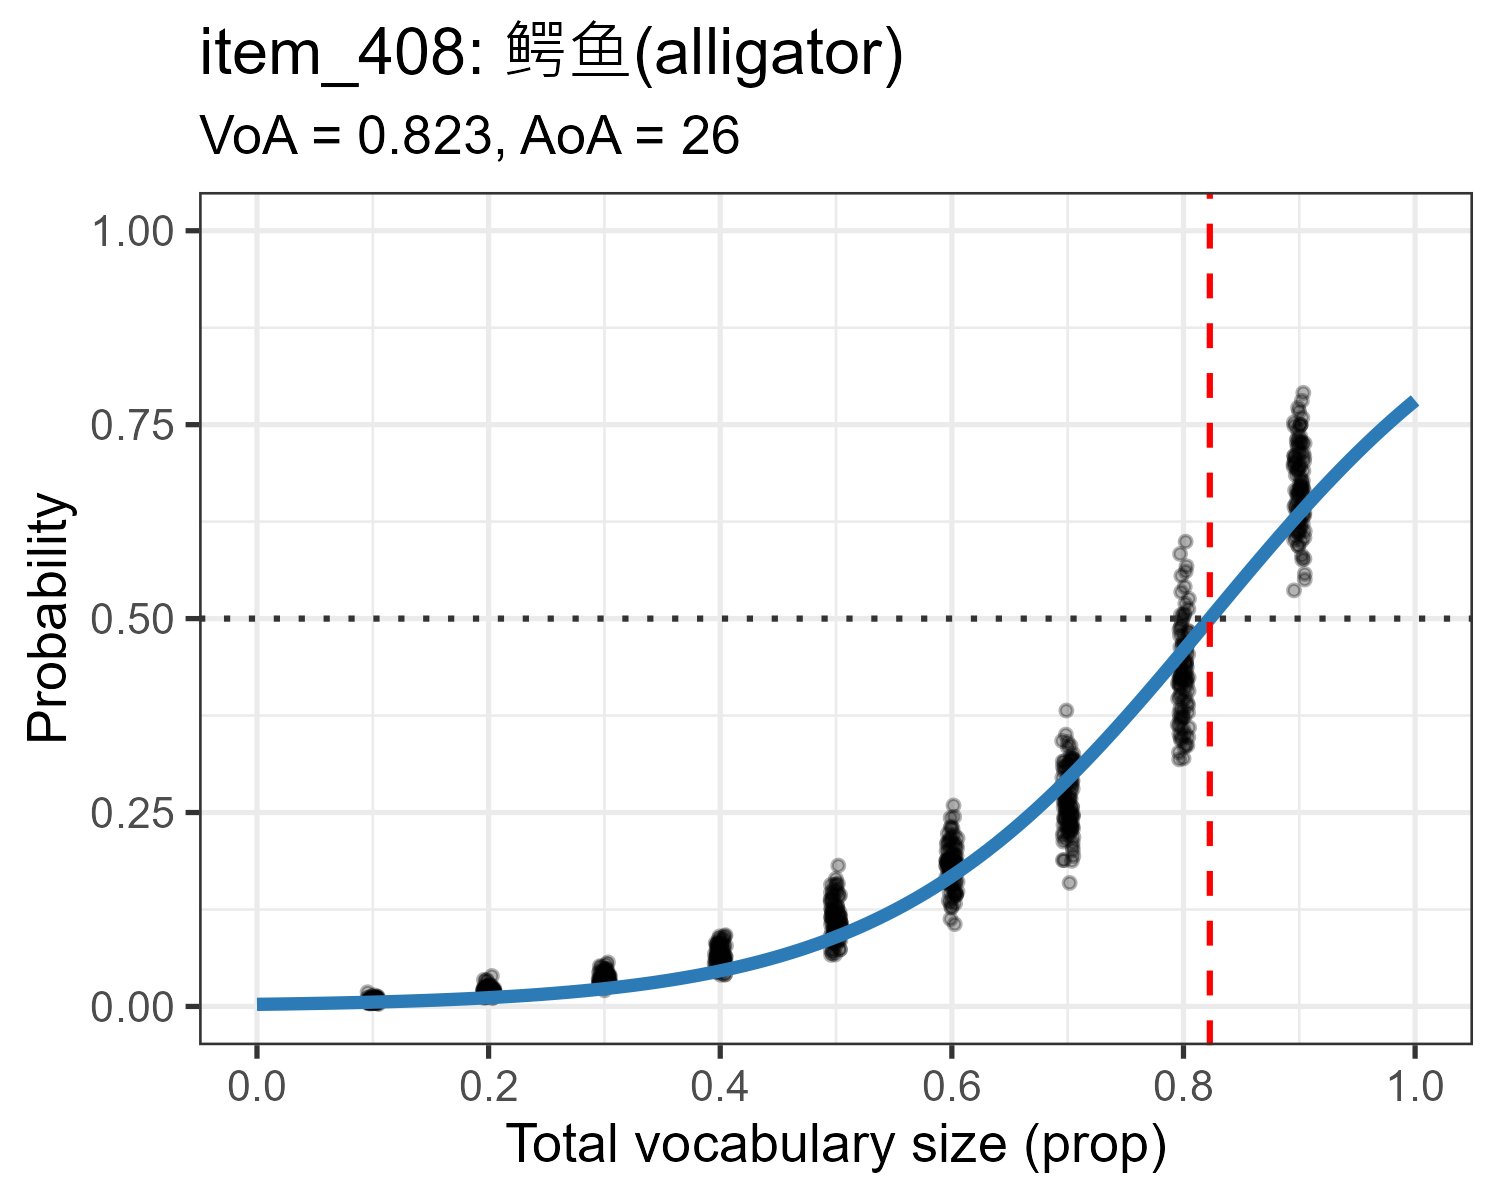 item_408: 鳄鱼(alligator)
VoA = 0.823, AoA = 26
1.00
0.75
0.50
0.25
0.00
Probability
0.0 0.2 0.4 0.6 0.8 1.0
Total vocabulary size (prop)